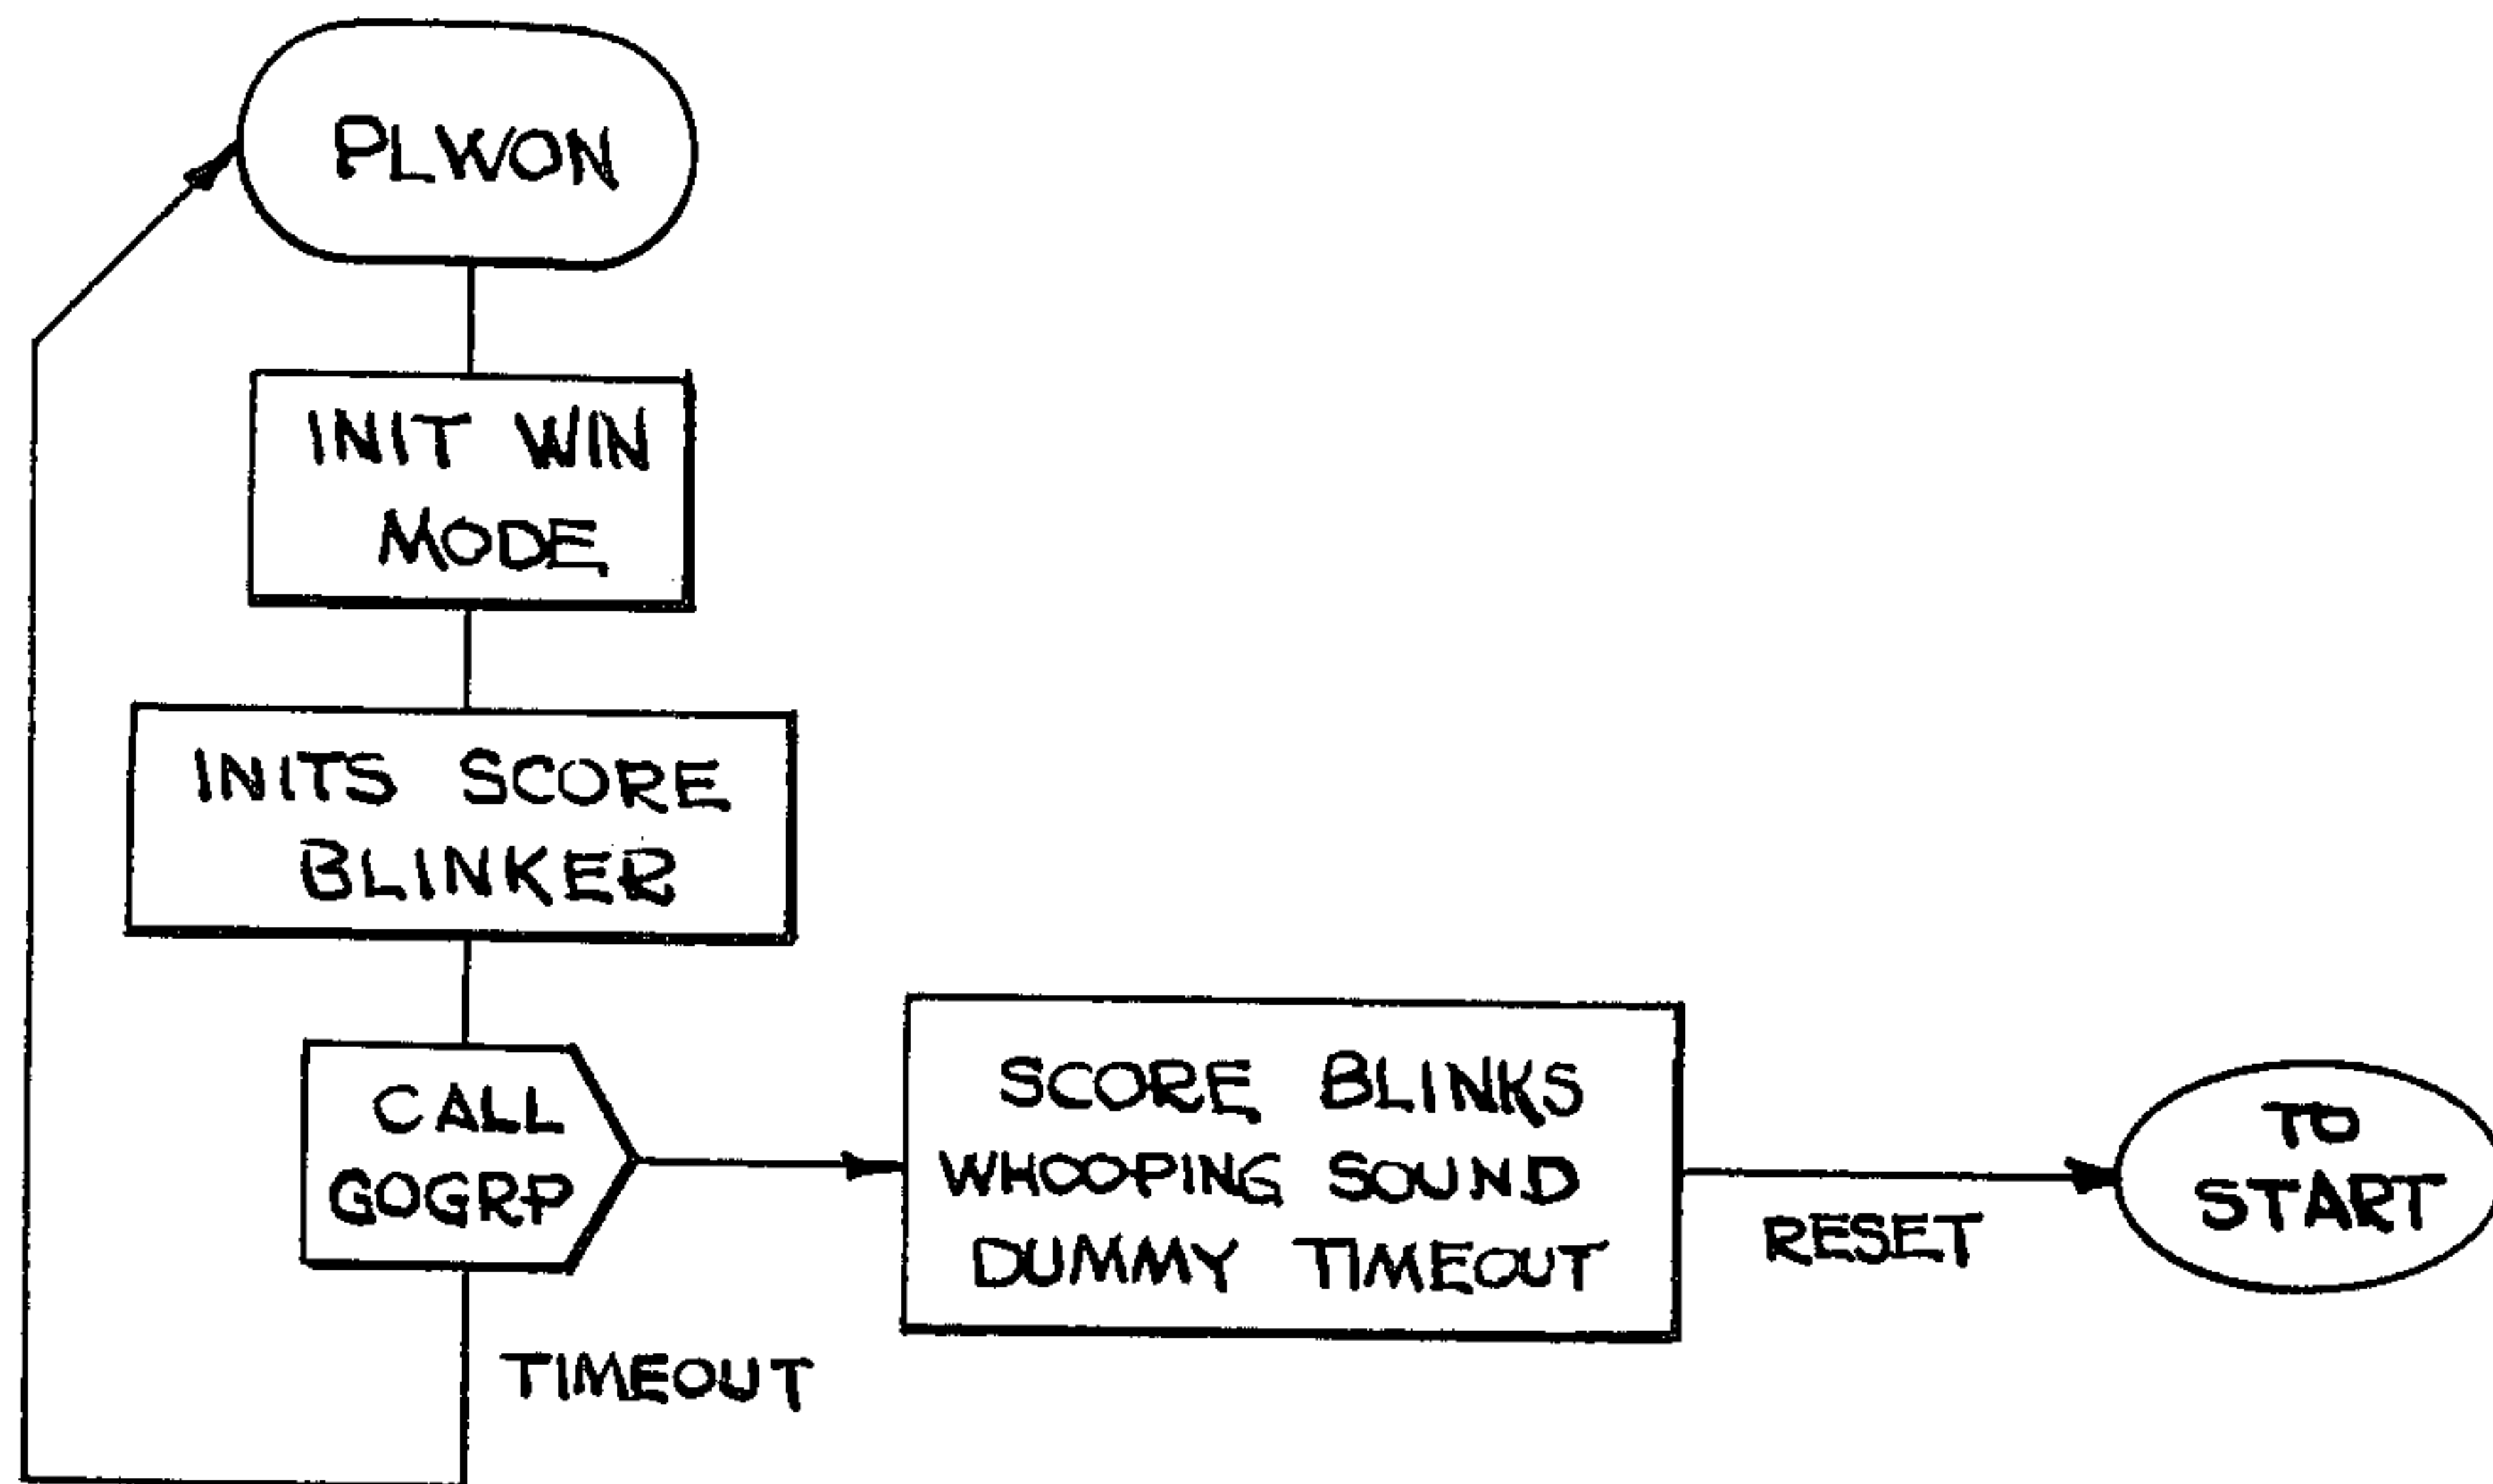 PLWON
INIT WIN
MODE
INITS SCORE
BLINKER
CALL
GOGRP
SCORE BLINKS
WHOOPING SOUND
DUMMY TIMEOUT
RESET
TO
START
TIMEOUT